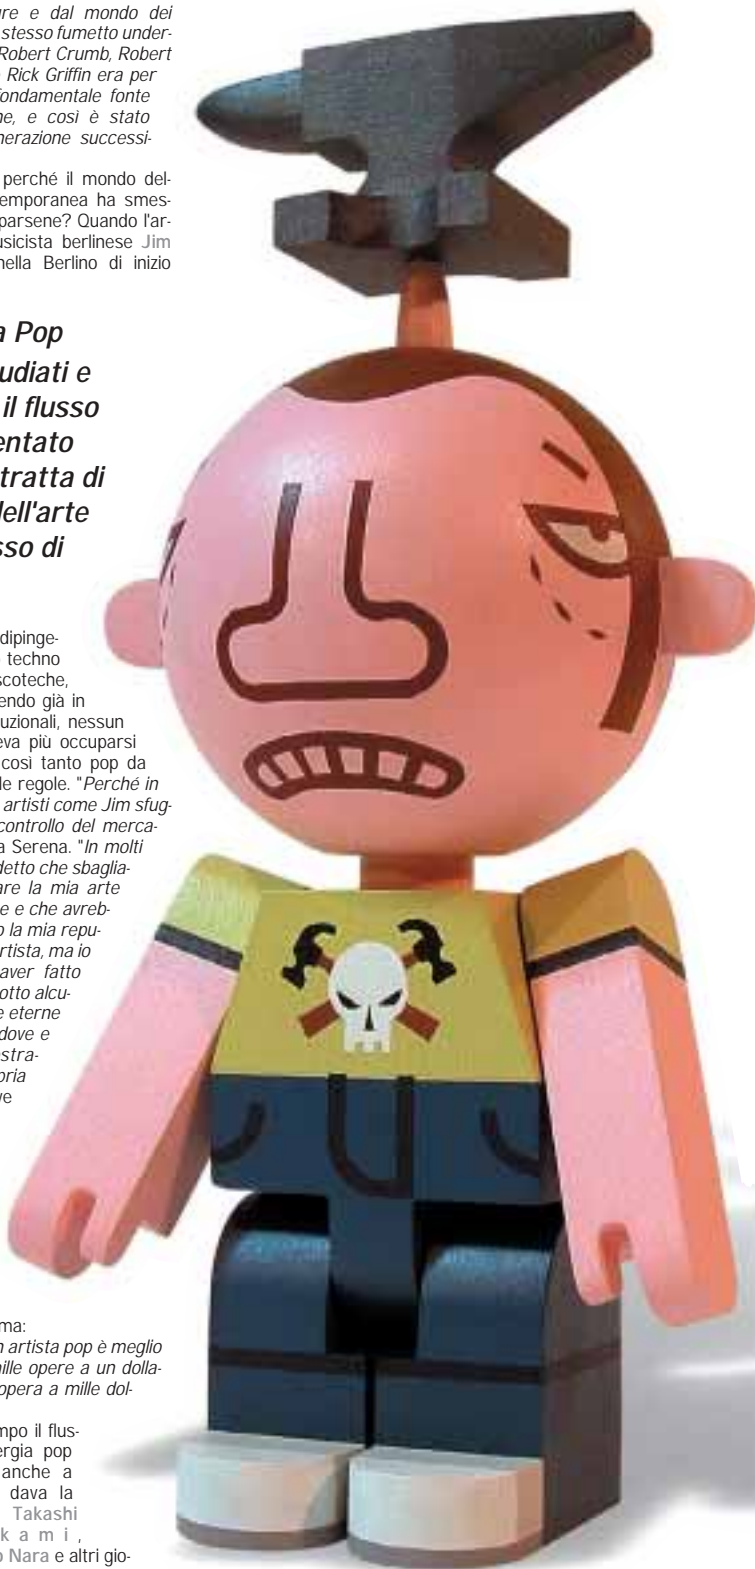 re e dal mondo dei
stesso fumetto under-
Robert Crumb, Robert
Rick Griffin era per
fondamentale fonte
ne, e così è stato
nerazione successi-
perché il mondo del-
temporanea ha smes-
parsene? Quando l'ar-
usicista berlinese Jim
nella Berlino di inizio
a Pop
udiati e
il flusso
entato
tratta di
dell'arte
sso di
dipinge-
techno
scoteche,
endo già in
uzionali, nessun
eva più occuparsi
così tanto pop da
le regole. "Perché in
artisti come Jim sfug-
controllo del merca-
a Serena. "In molti
detto che sbaglia-
are la mia arte
e e che avreb-
o la mia repu-
rtista, ma io
aver fatto
otto alcu-
e eterne
dove e
ostra-
pria
ve
ma:
n artista pop è meglio
ille opere a un dolla-
opera a mille dol-
mpo il flus-
ergia pop
anche a
dava la
Takashi
k a m i ,
o Nara e altri gio-